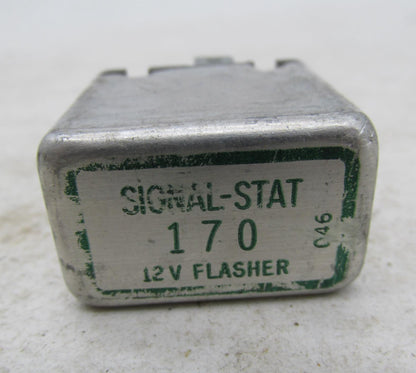 SIGNAL-STAT
170
12V FLASHER
046